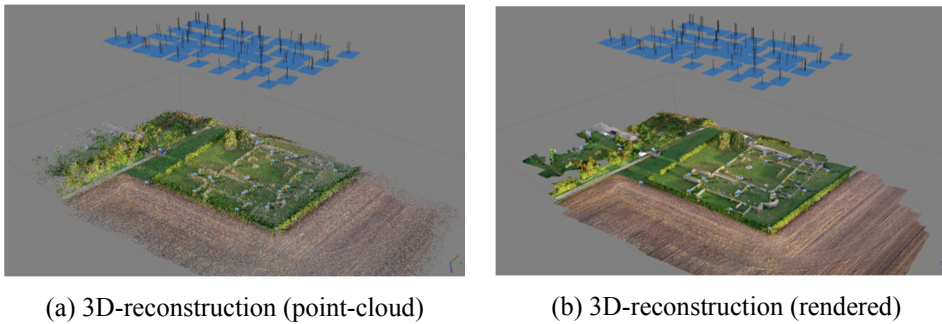 (a) 3D-reconstruction (point-cloud)
(b) 3D-reconstruction (rendered)